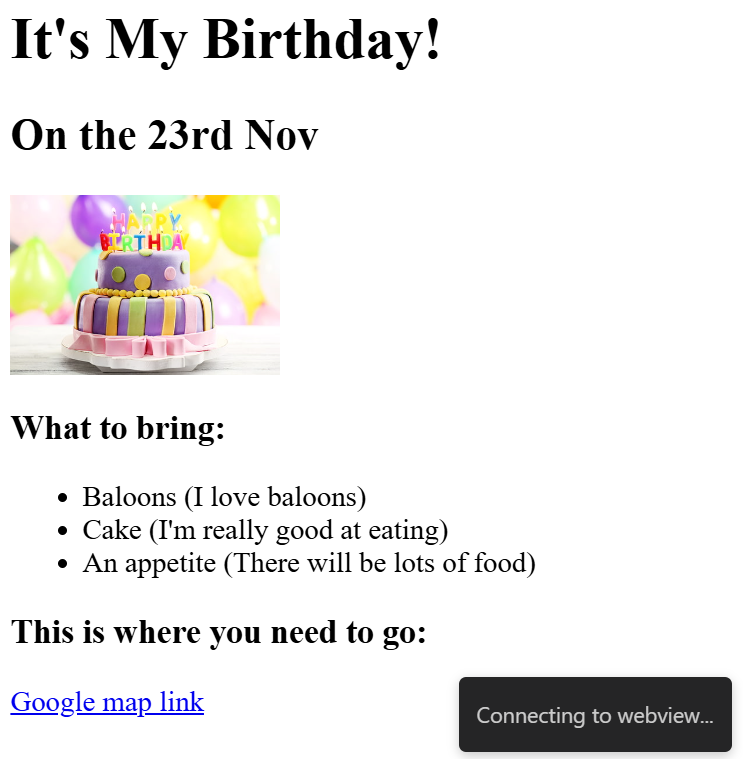 It's My Birthday!
On the 23rd Nov
HAPPY
BIRTHDAY
What to bring:
Baloons (I love baloons)
Cake (I'm really good at eating)
An appetite (There will be lots of food)
This is where you need to go:
Google map link
Connecting to webview...